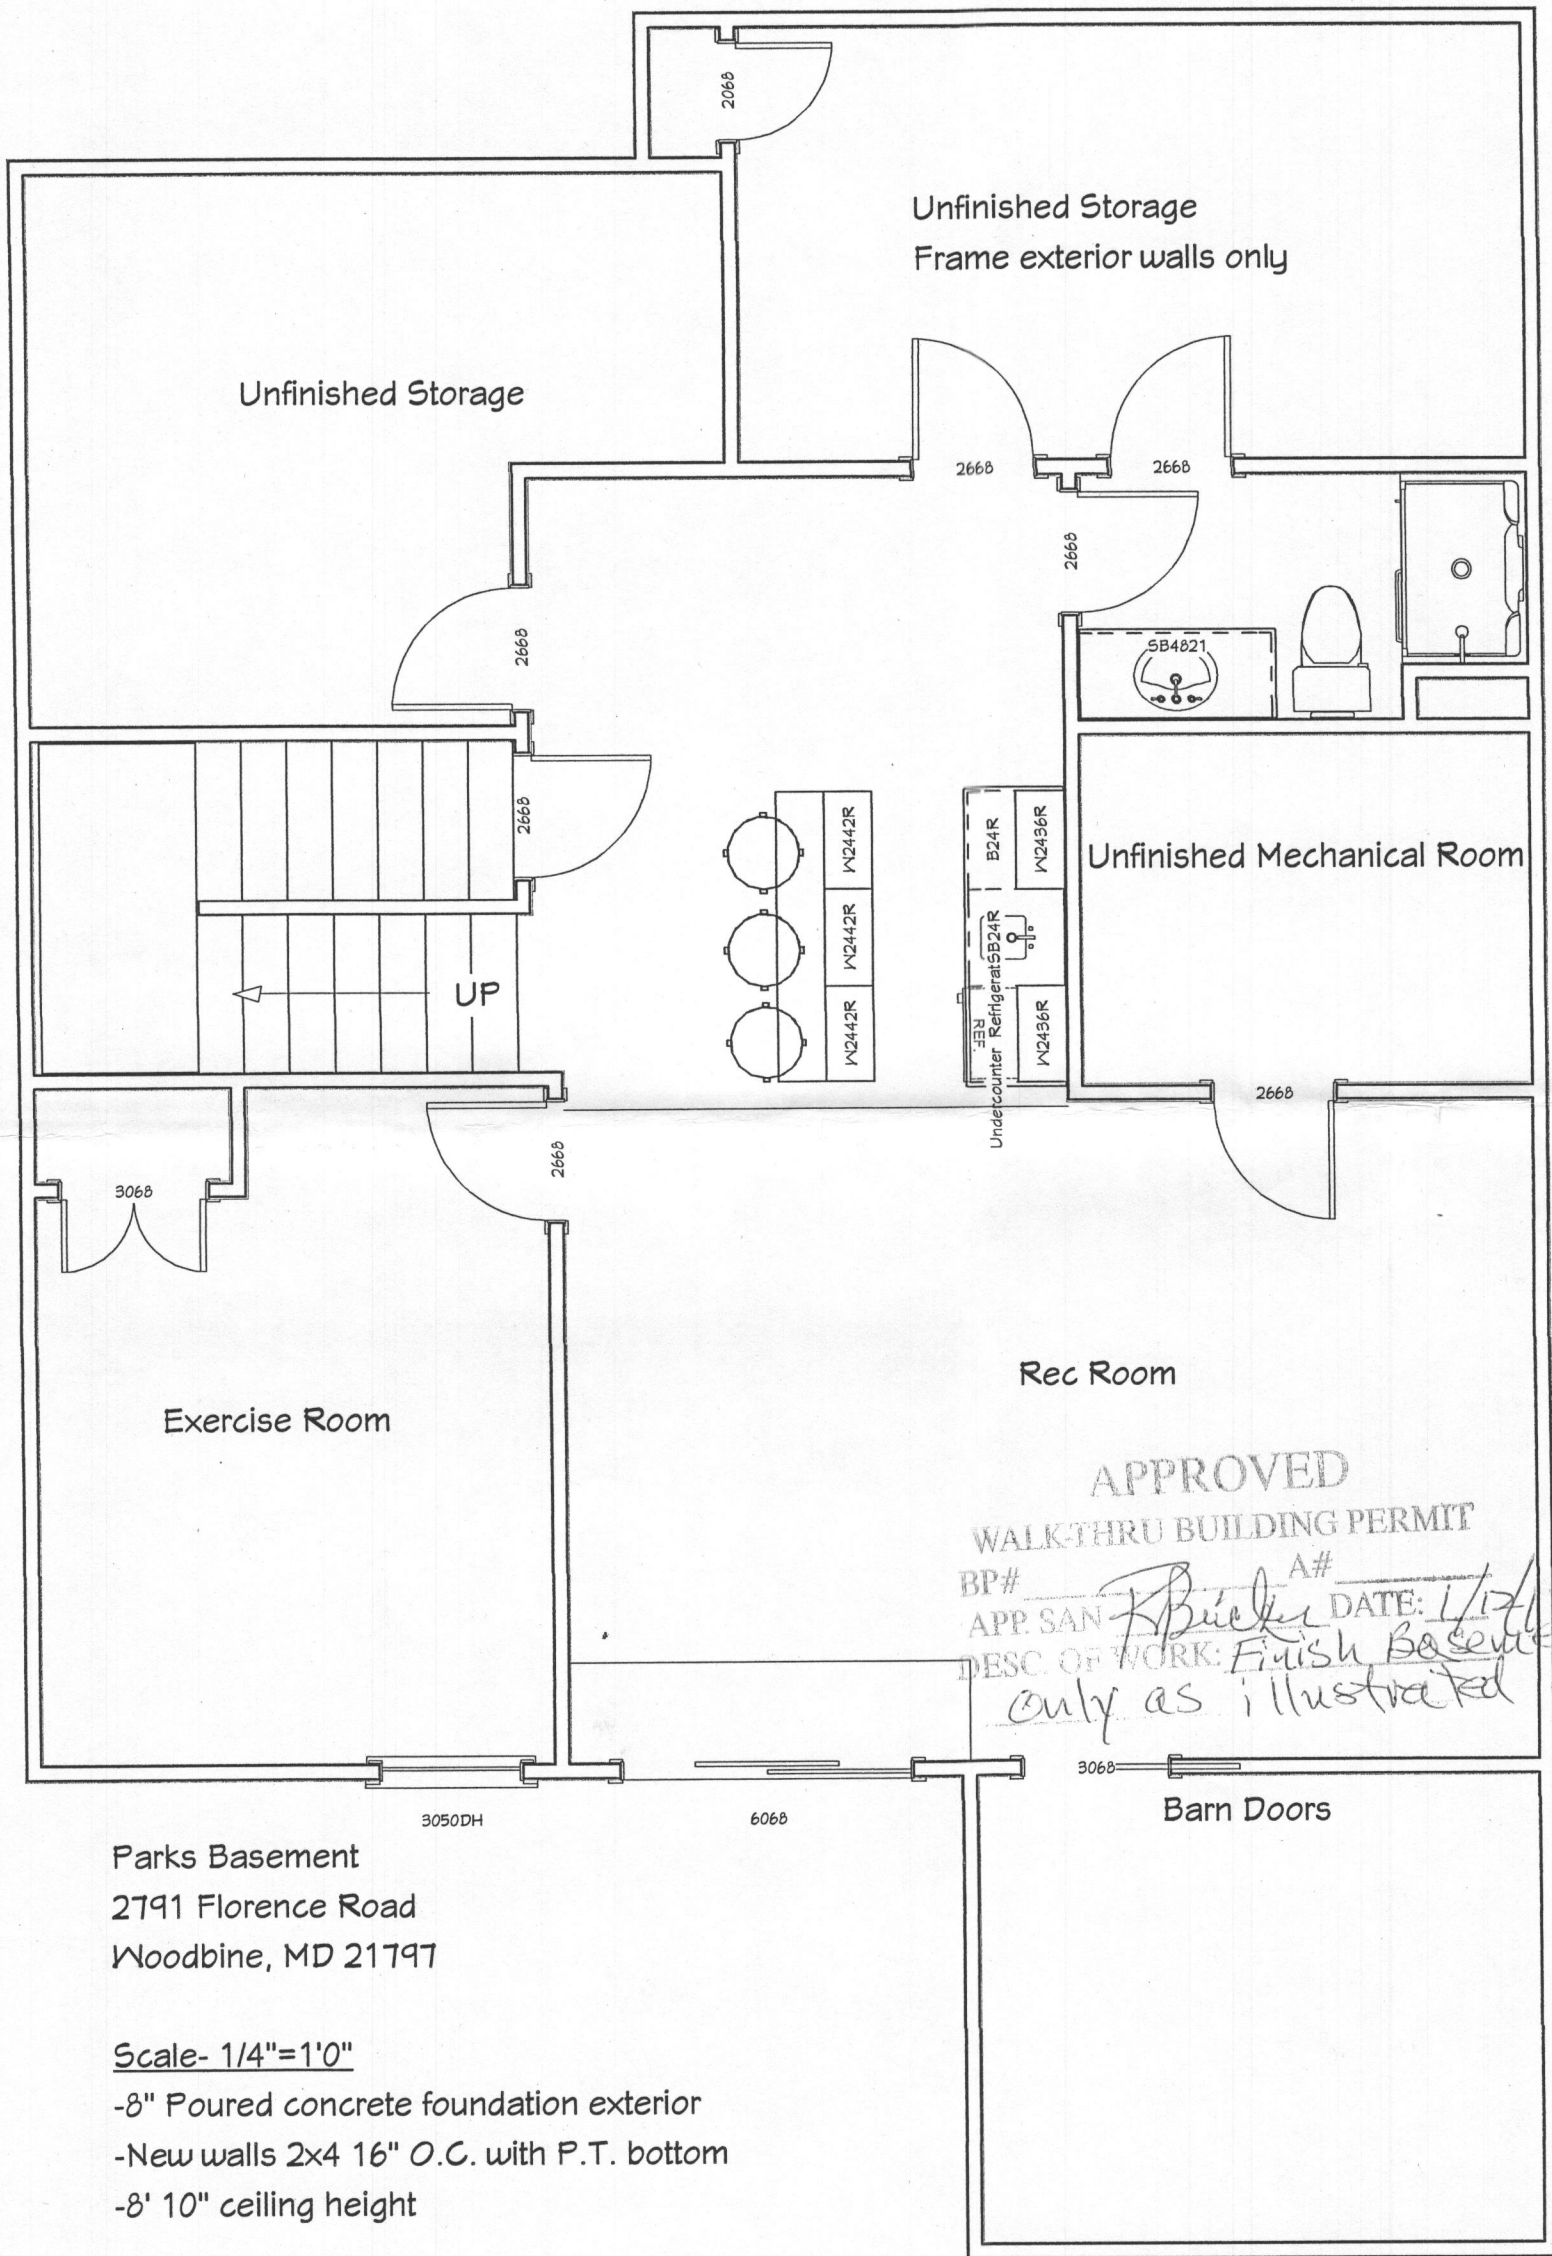 2068
Unfinished Storage
Frame exterior walls only
Unfinished Storage
2668
2668
2668
2668
SB4821
2668
W2442R
W2442R
W2442R
B24R
W2436R
SB24R
Undercounter Refrigerat
REF.
W2436R
Unfinished Mechanical Room
UP
2668
2668
3068
Exercise Room
Rec Room
APPROVED
WALK-THRU BUILDING PERMIT
BP# A#
APP. SAN DATE: 1/12/1
DESC. OF WORK: Finish Baseme
only as illustrated
3068
Barn Doors
3050DH
6068
Parks Basement
2791 Florence Road
Woodbine, MD 21797
Scale- 1/4"=1'0"
-8" Poured concrete foundation exterior
-New walls 2x4 16" O.C. with P.T. bottom
-8' 10" ceiling height